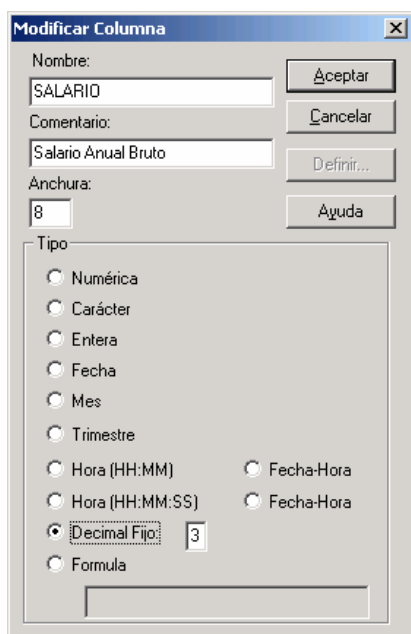 Modificar Columna
Nombre:
SALARIO
Aceptar
Comentario:
Cancelar
Salario Anual Bruto
Definir...
Anchura:
8
Ayuda
Tipo
Numérica
Carácter
Entera
Fecha
Mes
Trimestre
Hora (HH:MM) Fecha-Hora
Hora (HH:MM:SS) Fecha-Hora
Decimal Fijo: 3
Formula